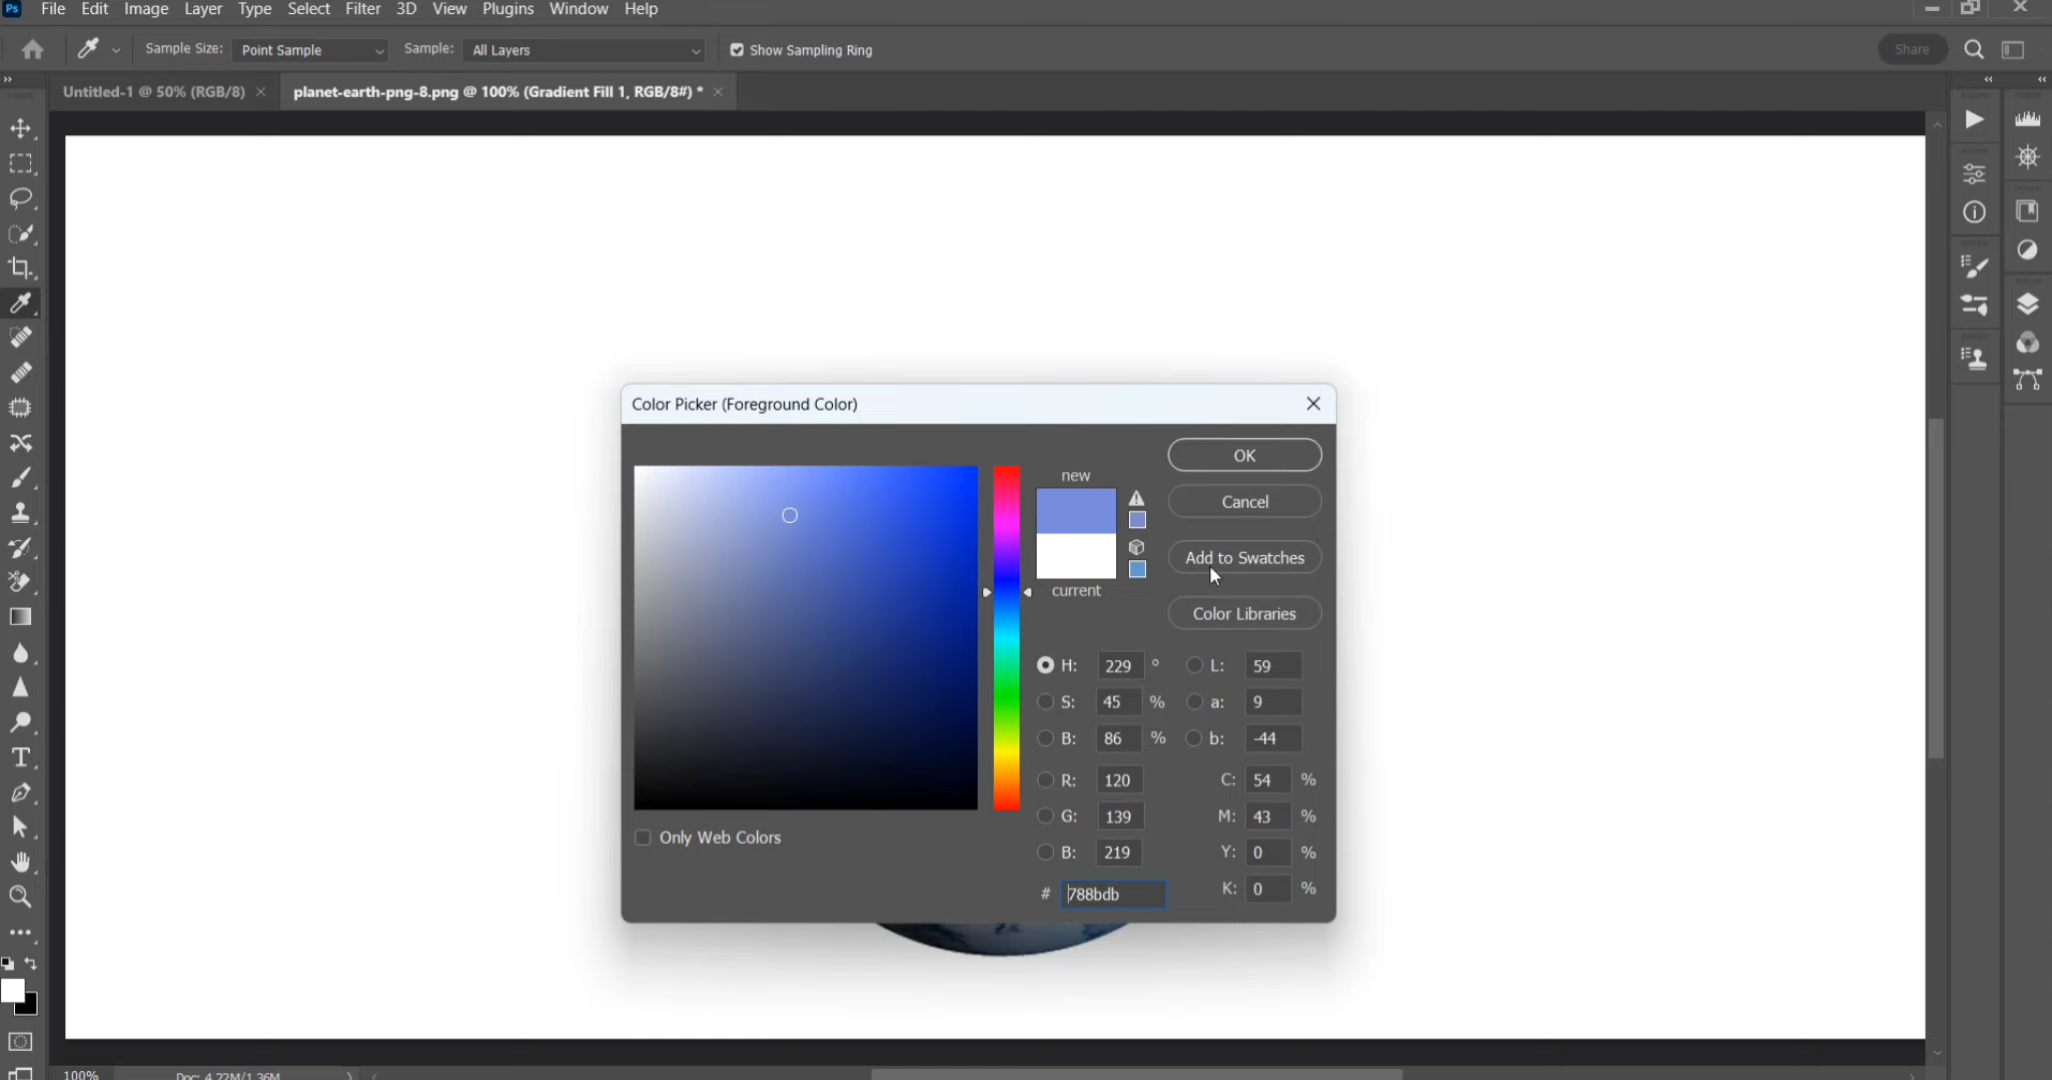 Ps File Edit Image Layer Type Select Filter 3D View Plugins Window Help
Sample Size: Point Sample Sample: All Layers Show Sampling Ring Share
Untitled-1 @ 50% (RGB/8) planet-earth-png-8.png @ 100% (Gradient Fill 1, RGB/8#) *
Color Picker (Foreground Color)
OK
new
Cancel
Add to Swatches
current
Color Libraries
H: 229 ° L: 59
S: 45 % a: 9
B: 86 % b: -44
R: 120 C: 54 %
G: 139 M: 43 %
Only Web Colors
B: 219 Y: 0 %
# 788bdb K: 0 %
100% Doc: 4.22M/1.36M